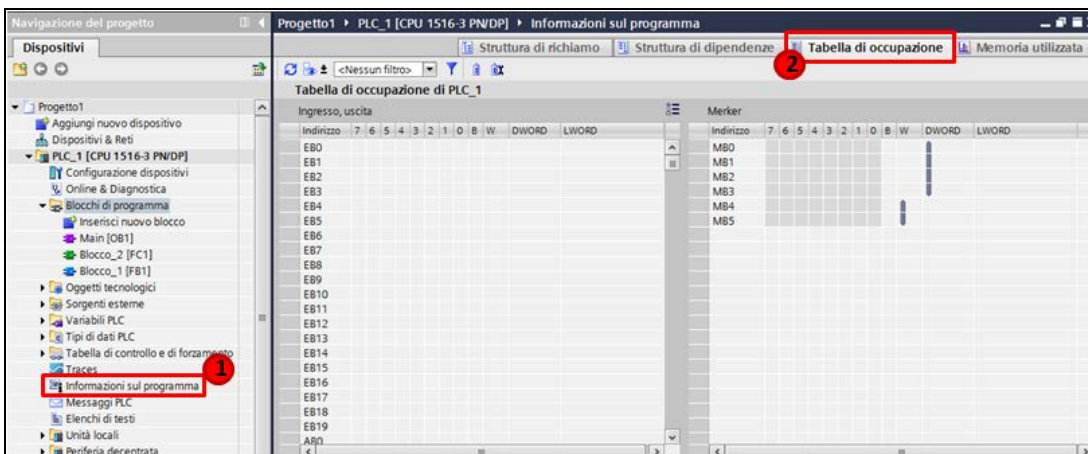 Navigazione del progetto
Dispositivi
Progetto1
Aggiungi nuovo dispositivo
Dispositivi & Reti
PLC_1 [CPU 1516-3 PN/DP]
Configurazione dispositivi
Online & Diagnostica
Blocchi di programma
Inserisci nuovo blocco
Main [OB1]
Blocco_2 [FC1]
Blocco_1 [FB1]
Oggetti tecnologici
Sorgenti esterne
Variabili PLC
Tipi di dati PLC
Tabella di controllo e di forzamento
Traces
1
Informazioni sul programma
Messaggi PLC
Elenchi di testi
Unità locali
Periferia decentrata
Progetto1 PLC_1 [CPU 1516-3 PN/DP] Informazioni sul programma
Struttura di richiamo Struttura di dipendenze Tabella di occupazione Memoria utilizzata
2
<Nessun filtro>
Tabella di occupazione di PLC_1
Ingresso, uscita
Indirizzo 7 6 5 4 3 2 1 0 B W DWORD LWORD
EB0
EB1
EB2
EB3
EB4
EB5
EB6
EB7
EB8
EB9
EB10
EB11
EB12
EB13
EB14
EB15
EB16
EB17
EB18
EB19
AB0
Merker
Indirizzo 7 6 5 4 3 2 1 0 B W DWORD LWORD
MB0
MB1
MB2
MB3
MB4
MB5